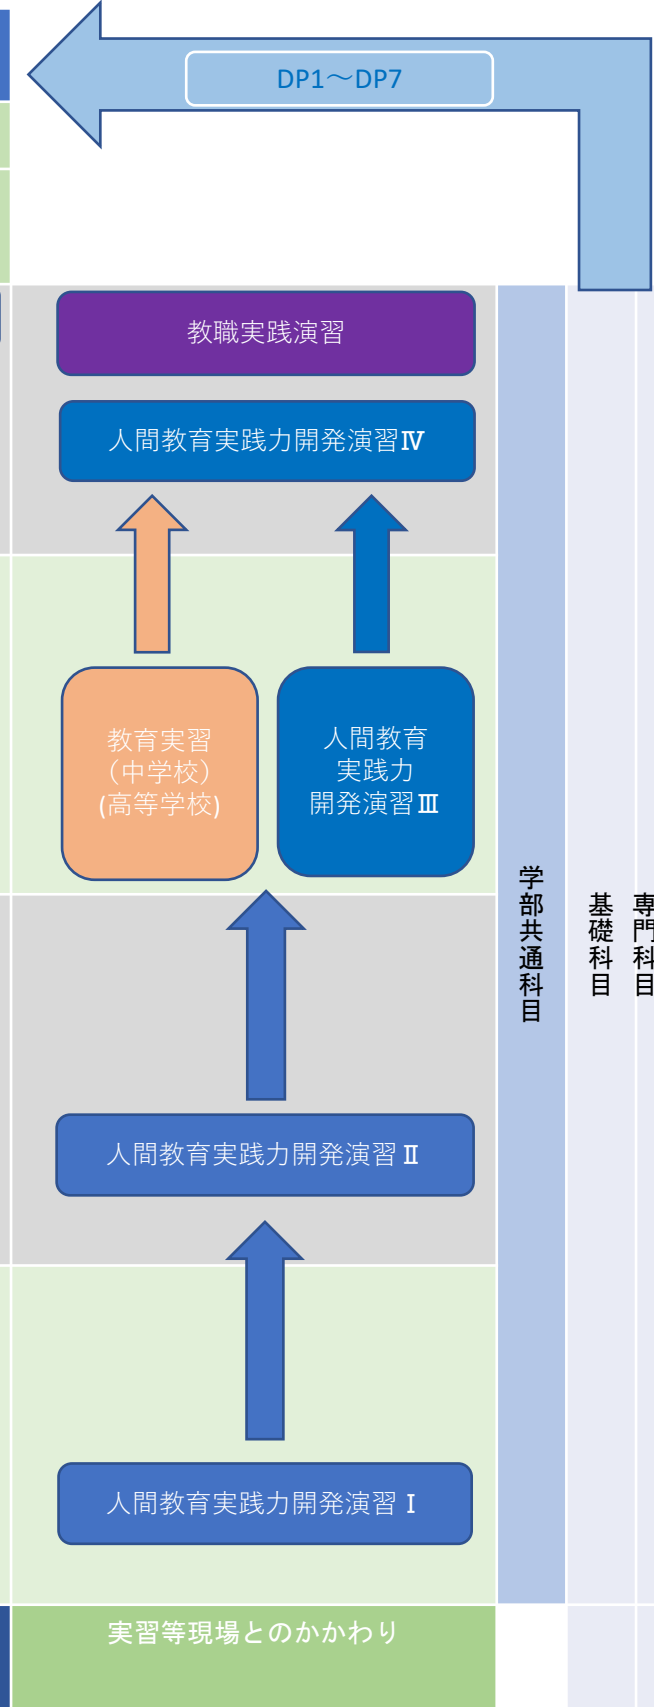 DP1～DP7
教職実践演習
人間教育実践力開発演習Ⅳ
教育実習
（中学校）
(高等学校)
人間教育
実践力
開発演習Ⅲ
人間教育実践力開発演習Ⅱ
人間教育実践力開発演習Ⅰ
実習等現場とのかかわり
学部共通科目
基礎科目
専門科目